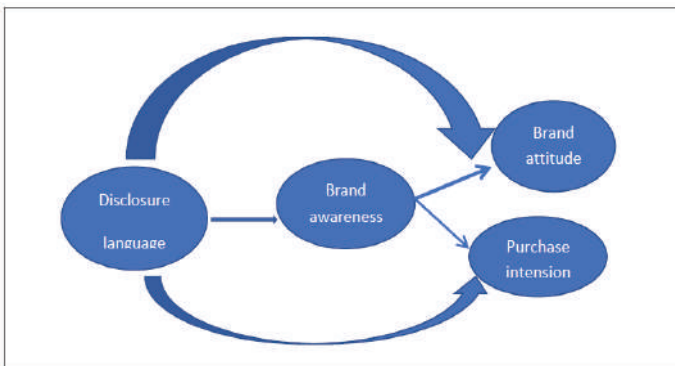 Disclosure
language
Brand
awareness
Brand
attitude
Purchase
intension